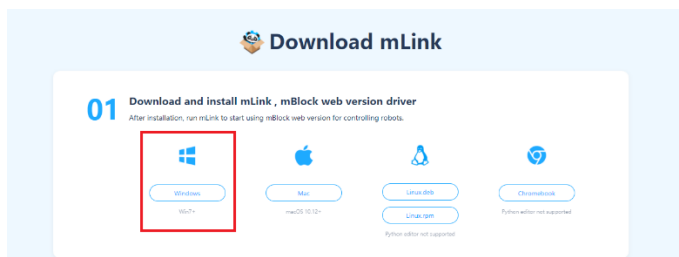 Download mLink
01
Download and install mLink , mBlock web version driver
After installation, run mLink to start using mBlock web version for controlling robots.
Windows
Mac
Linux deb
Chromebook
Win7+
macOS 10.12+
Linux rpm
Python editor not supported
Python editor not supported